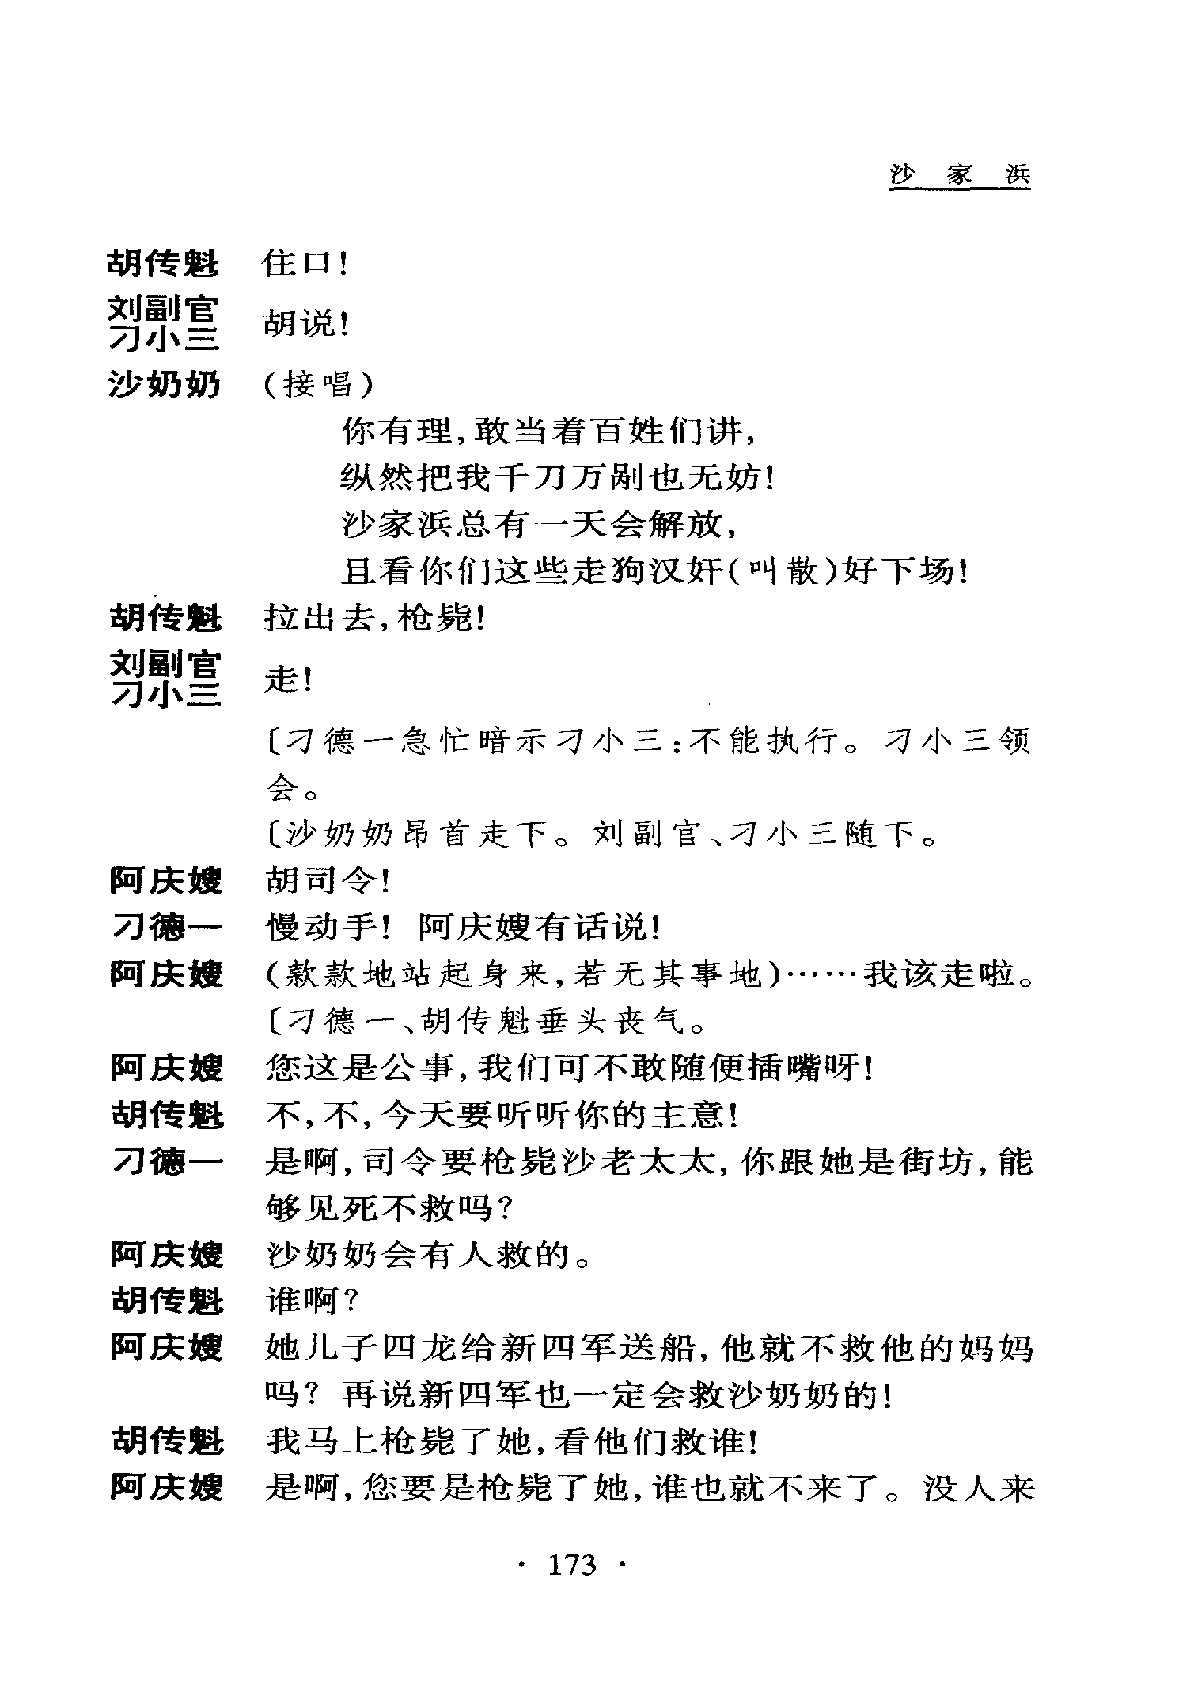 沙 家 浜
胡传魁 住口!
刘副官
刁小三 胡说!
沙奶奶 (接唱)
你有理,敢当着百姓们讲,
纵然把我千刀万剐也无妨!
沙家浜总有一天会解放,
且看你们这些走狗汉奸(叫散)好下场!
胡传魁 拉出去,枪毙!
刘副官
刁小三 走!
〔刁德一急忙暗示刁小三:不能执行。刁小三领
会。
〔沙奶奶昂首走下。刘副官、刁小三随下。
阿庆嫂 胡司令!
刁德一 慢动手!阿庆嫂有话说!
阿庆嫂 (款款地站起身来,若无其事地)……我该走啦。
〔刁德一、胡传魁垂头丧气。
阿庆嫂 您这是公事,我们可不敢随便插嘴呀!
胡传魁 不,不,今天要听听你的主意!
刁德一 是啊,司令要枪毙沙老太太,你跟她是街坊,能
够见死不救吗?
阿庆嫂 沙奶奶会有人救的。
胡传魁 谁啊?
阿庆嫂 她儿子四龙给新四军送船,他就不救他的妈妈
吗?再说新四军也一定会救沙奶奶的!
胡传魁 我马上枪毙了她,看他们救谁!
阿庆嫂 是啊,您要是枪毙了她,谁也就不来了。没人来
· 173 ·